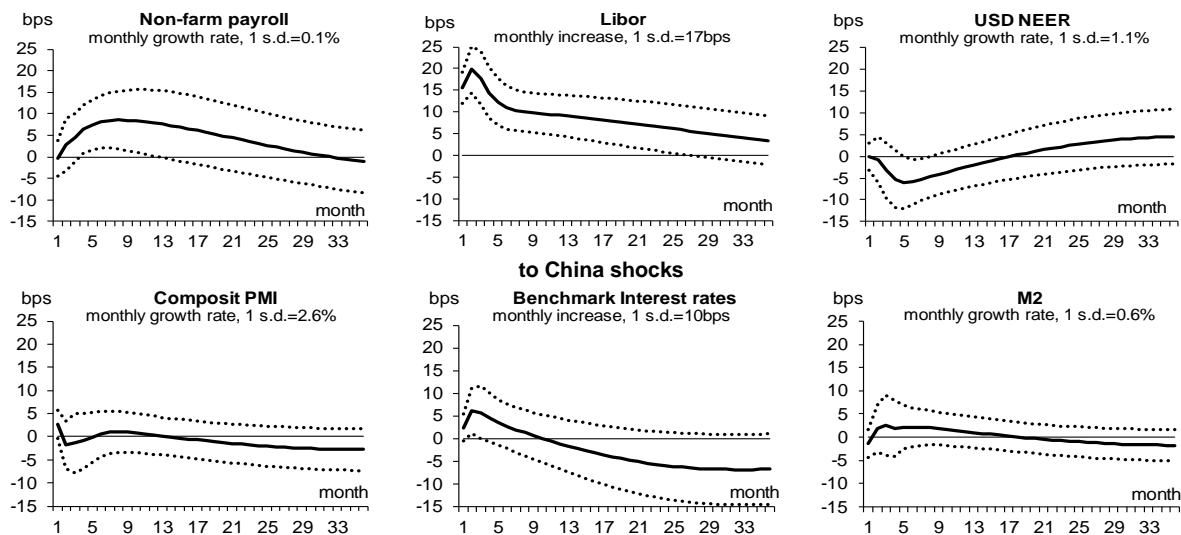 bps
Non-farm payroll
monthly growth rate, 1 s.d.=0.1%
25
20
15
10
5
0
-5
-10
-15
month
1 5 9 13 17 21 25 29 33
Libor
monthly increase, 1 s.d.=17bps
25
20
15
10
5
0
-5
-10
-15
month
1 5 9 13 17 21 25 29 33
bps
USD NEER
monthly growth rate, 1 s.d.=1.1%
25
20
15
10
5
0
-5
-10
-15
month
1 5 9 13 17 21 25 29 33
to China shocks
bps
Composit PMI
monthly growth rate, 1 s.d.=2.6%
25
20
15
10
5
0
-5
-10
-15
month
1 5 9 13 17 21 25 29 33
bps
Benchmark Interest rates
monthly increase, 1 s.d.=10bps
25
20
15
10
5
0
-5
-10
-15
month
1 5 9 13 17 21 25 29 33
bps
M2
monthly growth rate, 1 s.d.=0.6%
25
20
15
10
5
0
-5
-10
-15
month
1 5 9 13 17 21 25 29 33